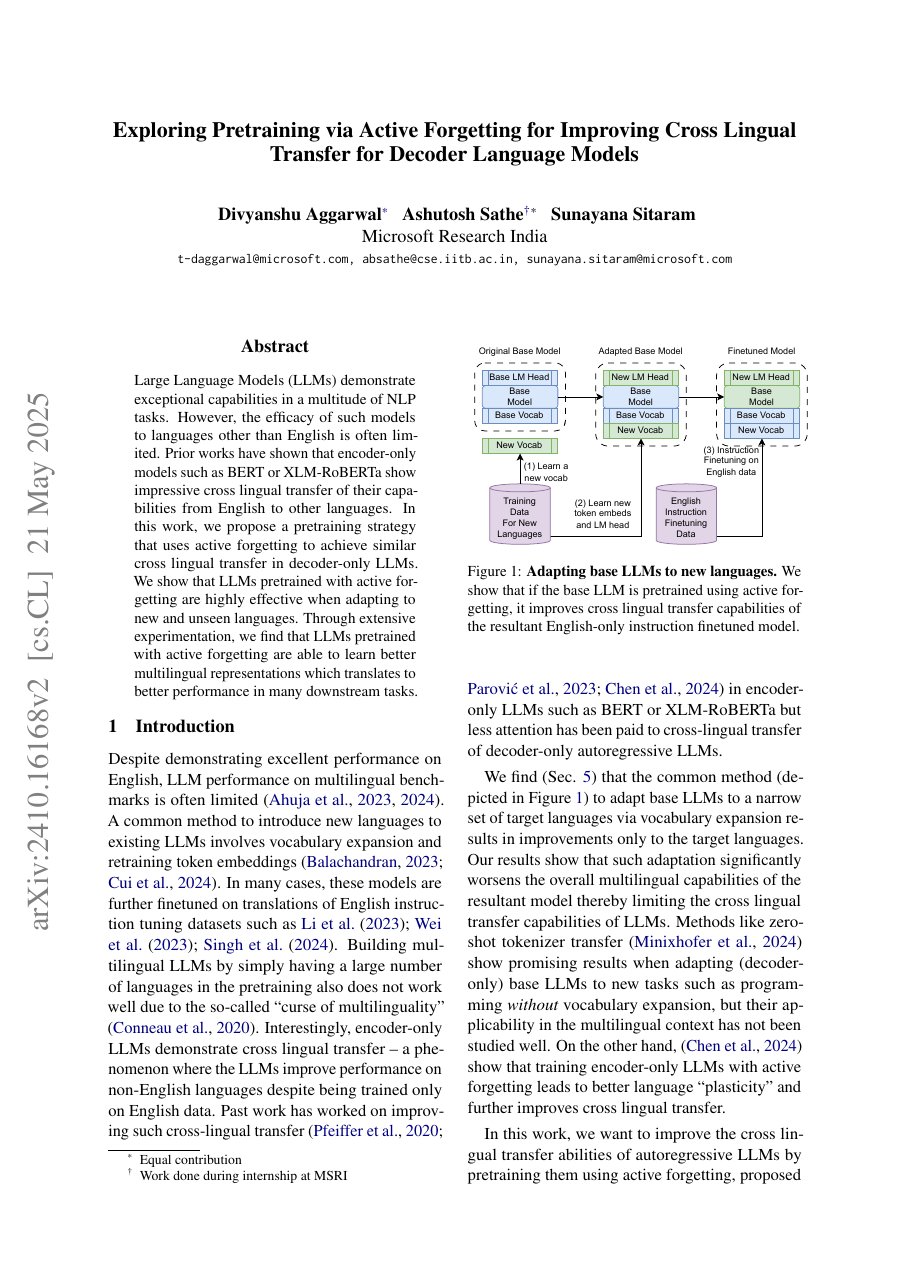 Exploring Pretraining via Active Forgetting for Improving Cross Lingual
Transfer for Decoder Language Models
Divyanshu Aggarwal* Ashutosh Sathe†* Sunayana Sitaram
Microsoft Research India
t-daggarwal@microsoft.com, absathe@cse.iitb.ac.in, sunayana.sitaram@microsoft.com
arXiv:2410.16168v2 [cs.CL] 21 May 2025
Abstract
Large Language Models (LLMs) demonstrate
exceptional capabilities in a multitude of NLP
tasks. However, the efficacy of such models
to languages other than English is often lim-
ited. Prior works have shown that encoder-only
models such as BERT or XLM-RoBERTa show
impressive cross lingual transfer of their capa-
bilities from English to other languages. In
this work, we propose a pretraining strategy
that uses active forgetting to achieve similar
cross lingual transfer in decoder-only LLMs.
We show that LLMs pretrained with active for-
getting are highly effective when adapting to
new and unseen languages. Through extensive
experimentation, we find that LLMs pretrained
with active forgetting are able to learn better
multilingual representations which translates to
better performance in many downstream tasks.
1 Introduction
Despite demonstrating excellent performance on
English, LLM performance on multilingual bench-
marks is often limited (Ahuja et al., 2023, 2024).
A common method to introduce new languages to
existing LLMs involves vocabulary expansion and
retraining token embeddings (Balachandran, 2023;
Cui et al., 2024). In many cases, these models are
further finetuned on translations of English instruc-
tion tuning datasets such as Li et al. (2023); Wei
et al. (2023); Singh et al. (2024). Building mul-
tilingual LLMs by simply having a large number
of languages in the pretraining also does not work
well due to the so-called “curse of multilinguality”
(Conneau et al., 2020). Interestingly, encoder-only
LLMs demonstrate cross lingual transfer – a phe-
nomenon where the LLMs improve performance on
non-English languages despite being trained only
on English data. Past work has worked on improv-
ing such cross-lingual transfer (Pfeiffer et al., 2020;
* Equal contribution
† Work done during internship at MSRI
Original Base Model
Adapted Base Model
Finetuned Model
Base LM Head
Base
Model
Base Vocab
New Vocab
New LM Head
Base
Model
Base Vocab
New Vocab
New LM Head
Base
Model
Base Vocab
New Vocab
(1) Learn a
new vocab
(2) Learn new
token embeds
and LM head
(3) Instruction
Finetuning on
English data
Training
Data
For New
Languages
English
Instruction
Finetuning
Data
Figure 1: Adapting base LLMs to new languages. We
show that if the base LLM is pretrained using active for-
getting, it improves cross lingual transfer capabilities of
the resultant English-only instruction finetuned model.
Parović et al., 2023; Chen et al., 2024) in encoder-
only LLMs such as BERT or XLM-RoBERTa but
less attention has been paid to cross-lingual transfer
of decoder-only autoregressive LLMs.
We find (Sec. 5) that the common method (de-
picted in Figure 1) to adapt base LLMs to a narrow
set of target languages via vocabulary expansion re-
sults in improvements only to the target languages.
Our results show that such adaptation significantly
worsens the overall multilingual capabilities of the
resultant model thereby limiting the cross lingual
transfer capabilities of LLMs. Methods like zero-
shot tokenizer transfer (Minixhofer et al., 2024)
show promising results when adapting (decoder-
only) base LLMs to new tasks such as program-
ming without vocabulary expansion, but their ap-
plicability in the multilingual context has not been
studied well. On the other hand, (Chen et al., 2024)
show that training encoder-only LLMs with active
forgetting leads to better language “plasticity” and
further improves cross lingual transfer.
In this work, we want to improve the cross lin-
gual transfer abilities of autoregressive LLMs by
pretraining them using active forgetting, proposed